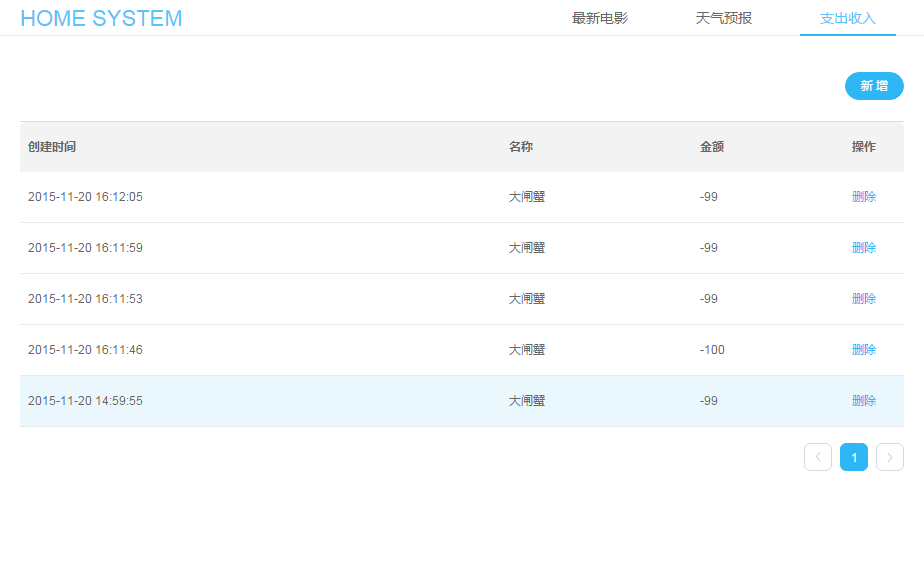 HOME SYSTEM 最新电影 天气预报 支出收入
新增
创建时间 名称 金额 操作
2015-11-20 16:12:05 大闸蟹 -99 删除
2015-11-20 16:11:59 大闸蟹 -99 删除
2015-11-20 16:11:53 大闸蟹 -99 删除
2015-11-20 16:11:46 大闸蟹 -100 删除
2015-11-20 14:59:55 大闸蟹 -99 删除
1